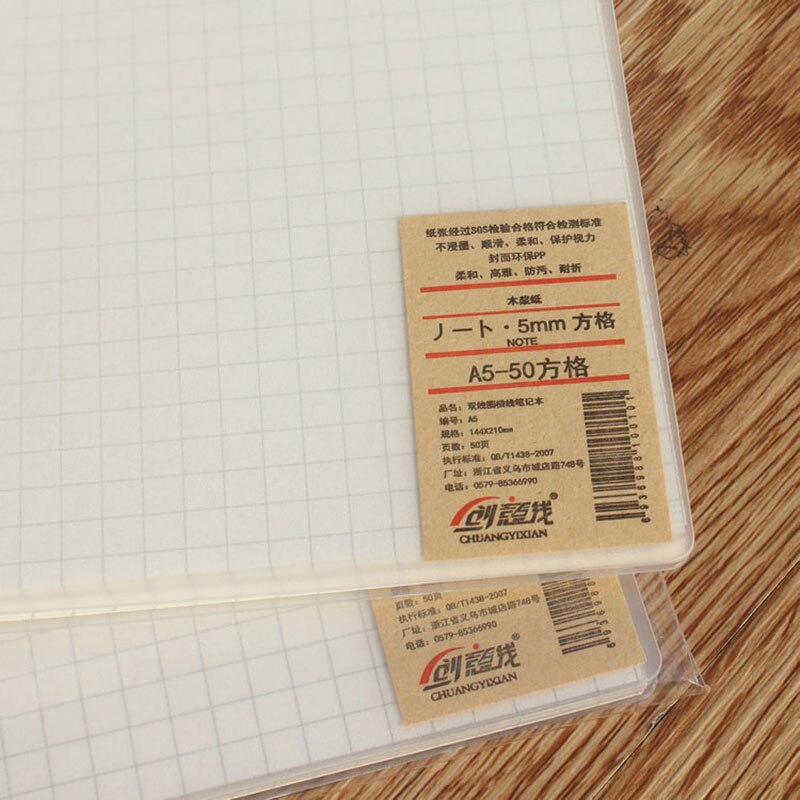 纸张经过SGS检验合格符合检测标准
不浸墨、顺滑、柔和、保护视力
封面环保PP
柔和、高雅、防污、耐折
木浆纸
ノート・5mm 方格
NOTE
A5-50方格
品名：双线圈横线笔记本
编号：A5
规格：144X210mm
页数：50页
执行标准：QB/T1438-2007
厂址：浙江省义乌市城店路748号
电话：0579-85366990
6936988100101
创意线®
CHUANGYIXIAN
页数：50页
执行标准：QB/T1438-2007
厂址：浙江省义乌市城店路748号
电话：0579-85366990
创意线®
CHUANGYIXIAN